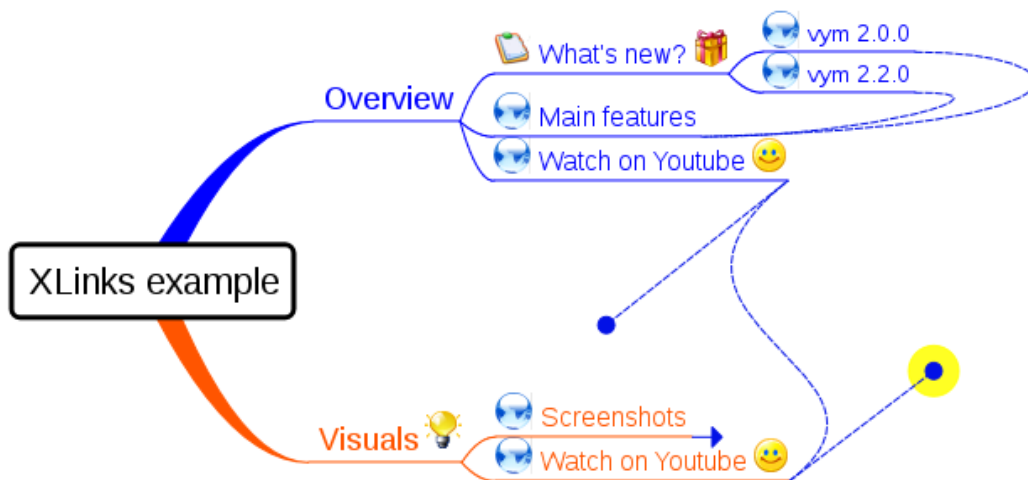 What's new?
vym 2.0.0
vym 2.2.0
Overview
Main features
Watch on Youtube
XLinks example
Visuals
Screenshots
Watch on Youtube